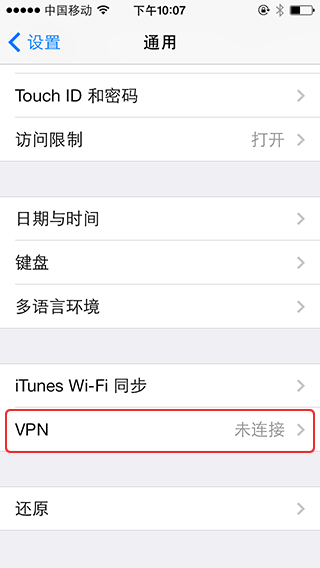 中国移动 下午10:07
设置 通用
Touch ID 和密码
访问限制 打开
日期与时间
键盘
多语言环境
iTunes Wi-Fi 同步
VPN 未连接
还原